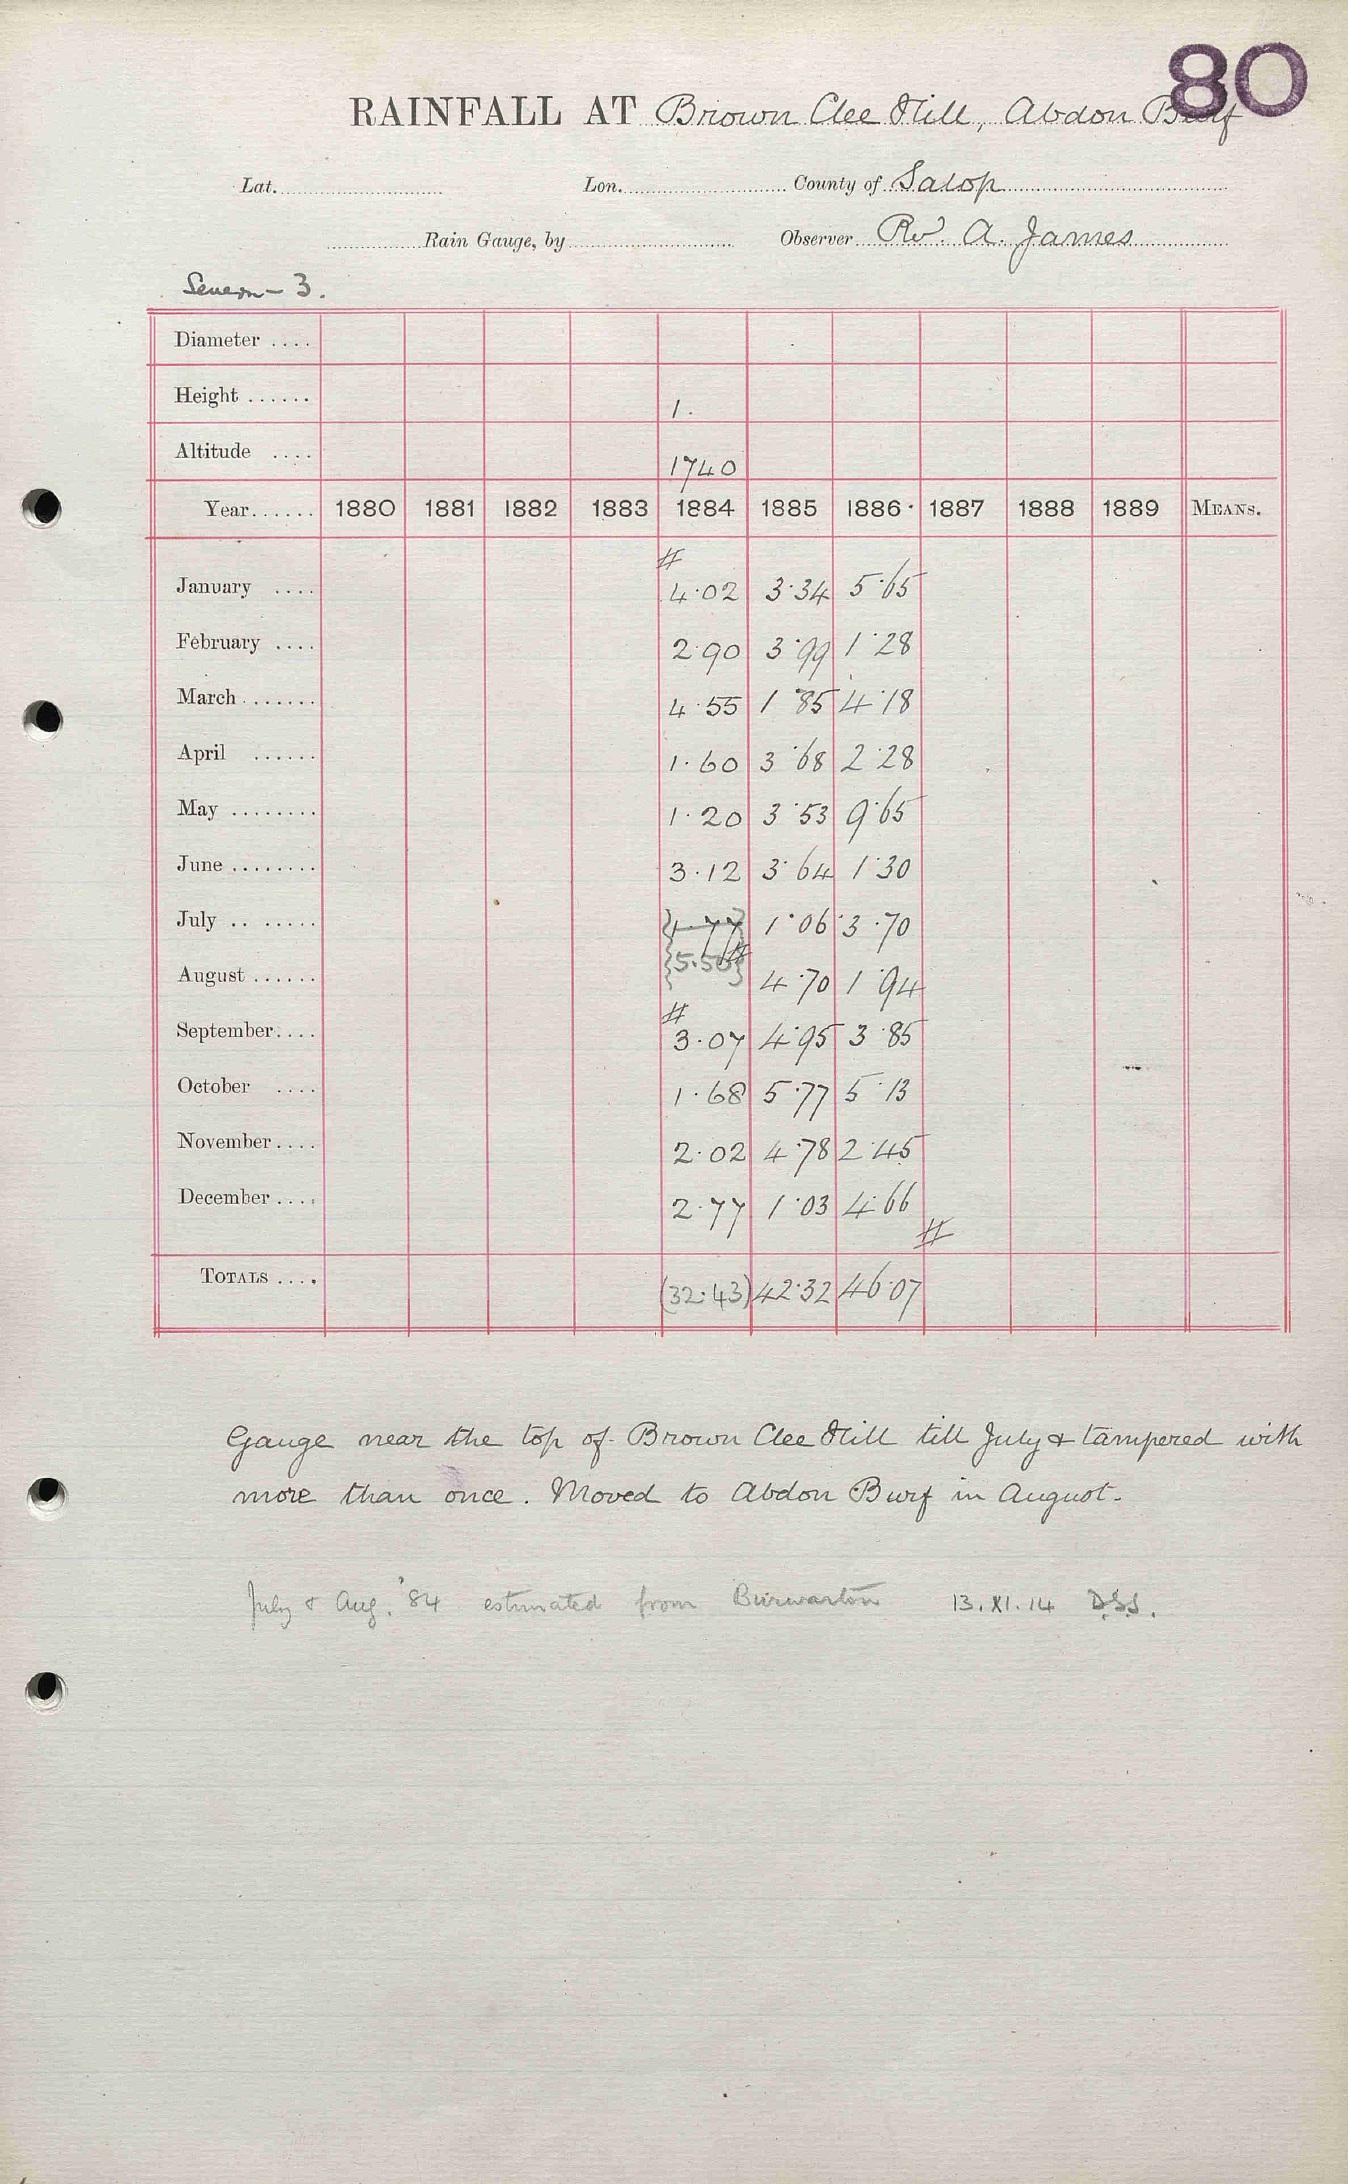 80
RAINFALL AT Brown Clee Hill, Abdon Burf
Lat. Lon. County of Salop
Rain Gauge, by Observer Rev. A. James
Severn - 3.
Diameter ....
Height ...... 1.
Altitude .... 1740
Year...... 1880 1881 1882 1883 1884 1885 1886 1887 1888 1889 MEANS.
#
January .... 4.02 3.34 5.65
February .... 2.90 3.99 1.28
March ....... 4.55 1.85 4.18
April ...... 1.60 3.68 2.28
May ........ 1.20 3.53 9.65
June ........ 3.12 3.64 1.30
July .. ...... {1.77} 1.06 3.70
{5.50} #
August ...... 4.70 1.94
#
September.... 3.07 4.95 3.85
October .... 1.68 5.77 5.13
November .... 2.02 4.78 2.45
December .... 2.77 1.03 4.66
#
TOTALS .... (32.43) 42.32 46.07
Gauge near the top of Brown Clee Hill till July & tampered with
more than once. Moved to Abdon Burf in August.
July & Aug. '84 estimated from Burwarton 13.XI.14 D.S.S.